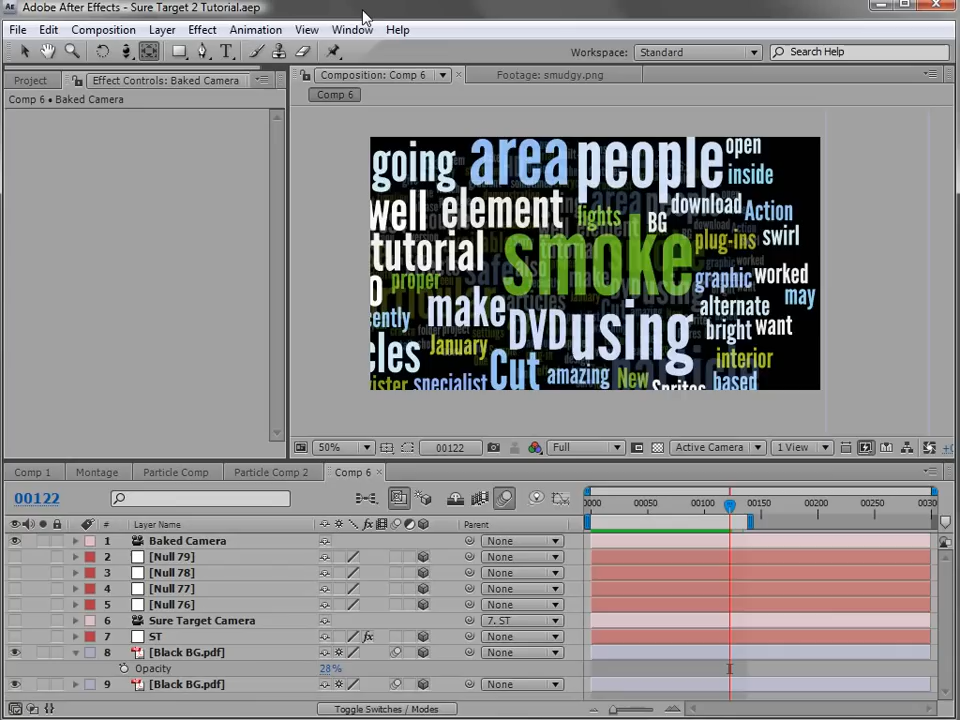 Adobe After Effects - Sure Target 2 Tutorial.aep
File Edit Composition Layer Effect Animation View Window Help
Workspace: Standard Search Help
Project Effect Controls: Baked Camera
Composition: Comp 6 Footage: smudgy.png
Comp 6 • Baked Camera
Comp 6
going area people open
inside
well element lights BG download Action
tutorial smoke plug-ins swirl
also
proper graphic worked
make alternate may
articles
bright want
DVD using
January
interior
Cut amazing New
specialist based
50% 00122 Full Active Camera 1 View
Comp 1 Montage Particle Comp Particle Comp 2 Comp 6
00122
0000 00050 00100 00150 00200 00250 0030
# Layer Name Parent
1 Baked Camera None
2 [Null 79] None
3 [Null 78] None
4 [Null 77] None
5 [Null 76] None
6 Sure Target Camera 7. ST
7 ST fx None
8 [Black BG.pdf] None
Opacity 28%
9 [Black BG.pdf] None
Toggle Switches / Modes